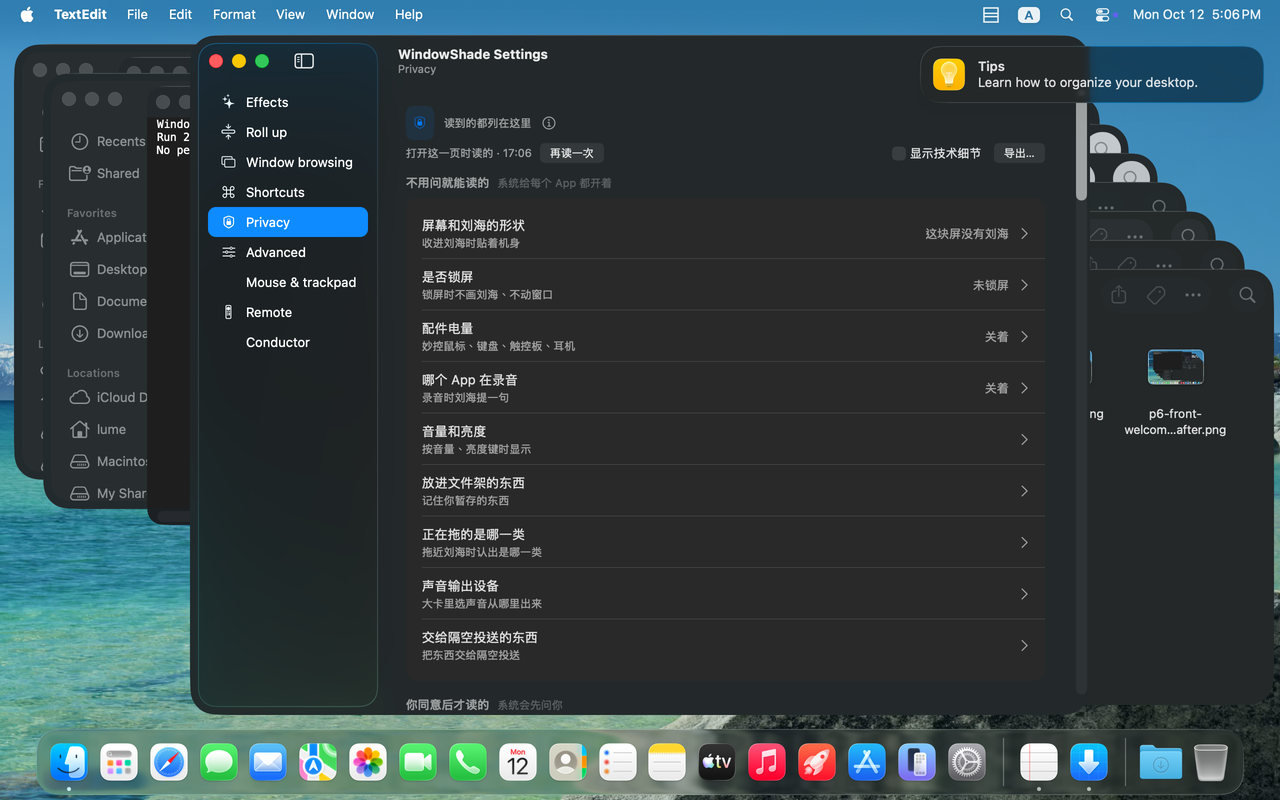 TextEdit File Edit Format View Window Help
A
Mon Oct 12 5:06 PM
WindowShade Settings
Privacy
Tips
Learn how to organize your desktop.
Effects
Roll up
Window browsing
Shortcuts
Privacy
Advanced
Mouse & trackpad
Remote
Conductor
Recents
Shared
Favorites
Desktop
Locations
lume
Run 2
读到的都列在这里
打开这一页时读的 · 17:06 再读一次
显示技术细节 导出...
不用问就能读的 系统给每个 App 都开着
屏幕和刘海的形状
收进刘海时贴着机身
这块屏没有刘海
是否锁屏
锁屏时不画刘海、不动窗口
未锁屏
配件电量
妙控鼠标、键盘、触控板、耳机
关着
哪个 App 在录音
录音时刘海提一句
关着
音量和亮度
按音量、亮度键时显示
放进文件架的东西
记住你暂存的东西
正在拖的是哪一类
拖近刘海时认出是哪一类
声音输出设备
大卡里选声音从哪里出来
交给隔空投送的东西
把东西交给隔空投送
你同意后才读的 系统会先问你
ng
p6-front-
welcom...after.png
Mon
12
tv